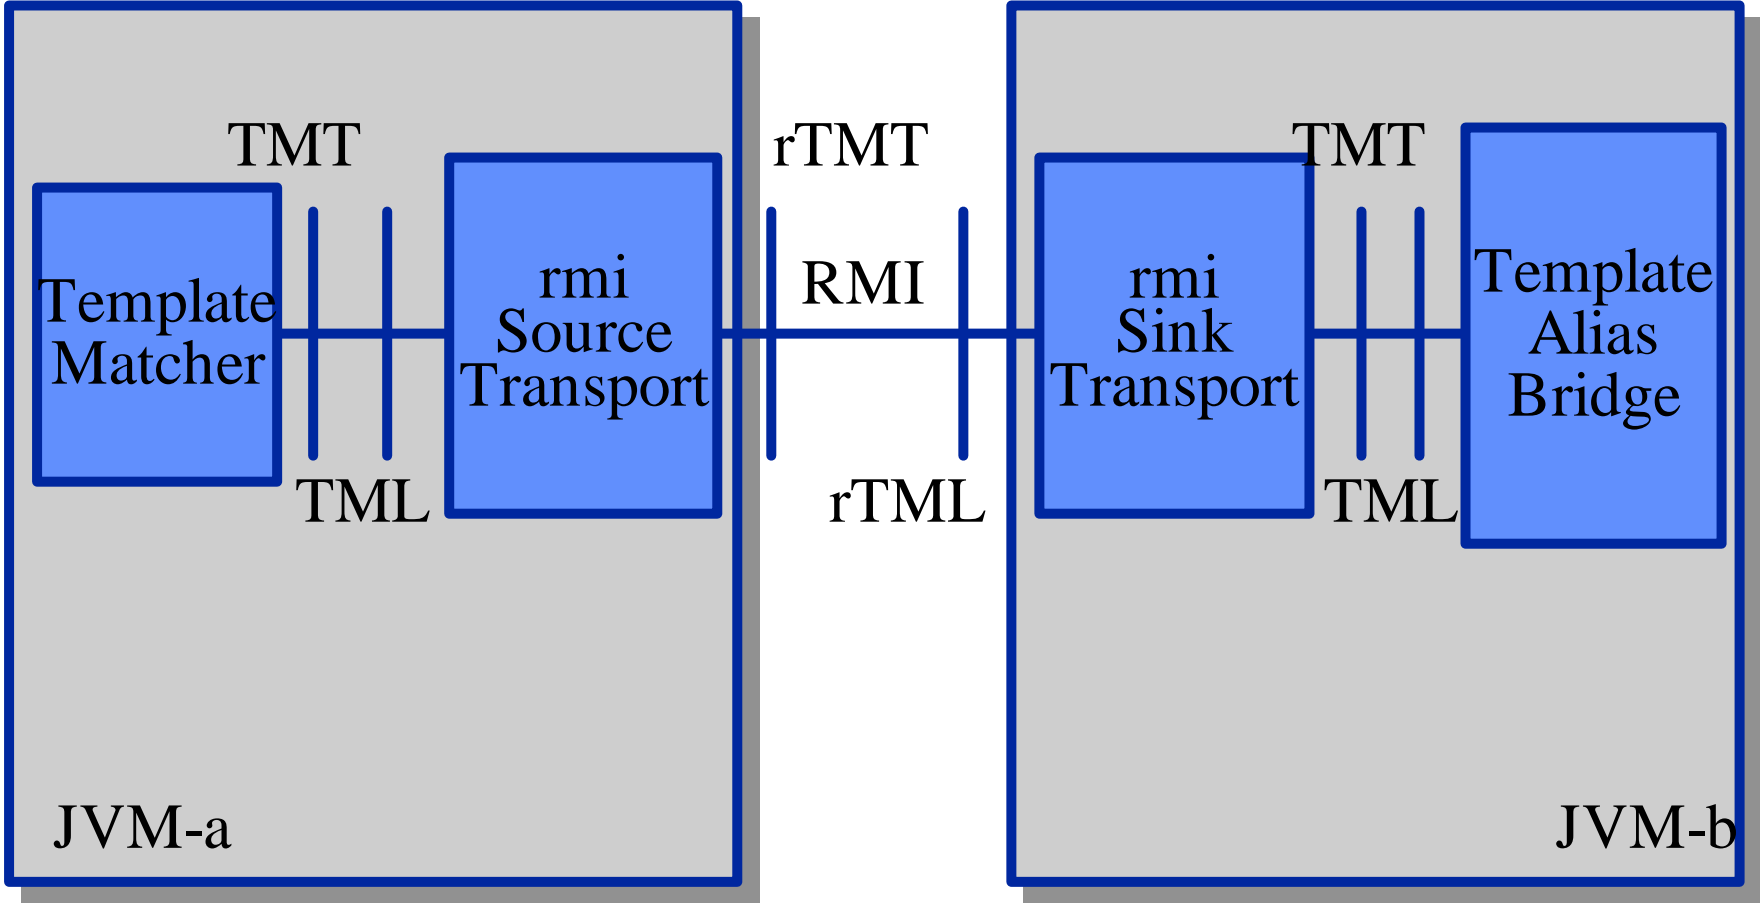 TMT
rTMT
TMT
Template
Matcher
rmi
Source
Transport
RMI
rmi
Sink
Transport
Template
Alias
Bridge
TML
rTML
TML
JVM-a
JVM-b